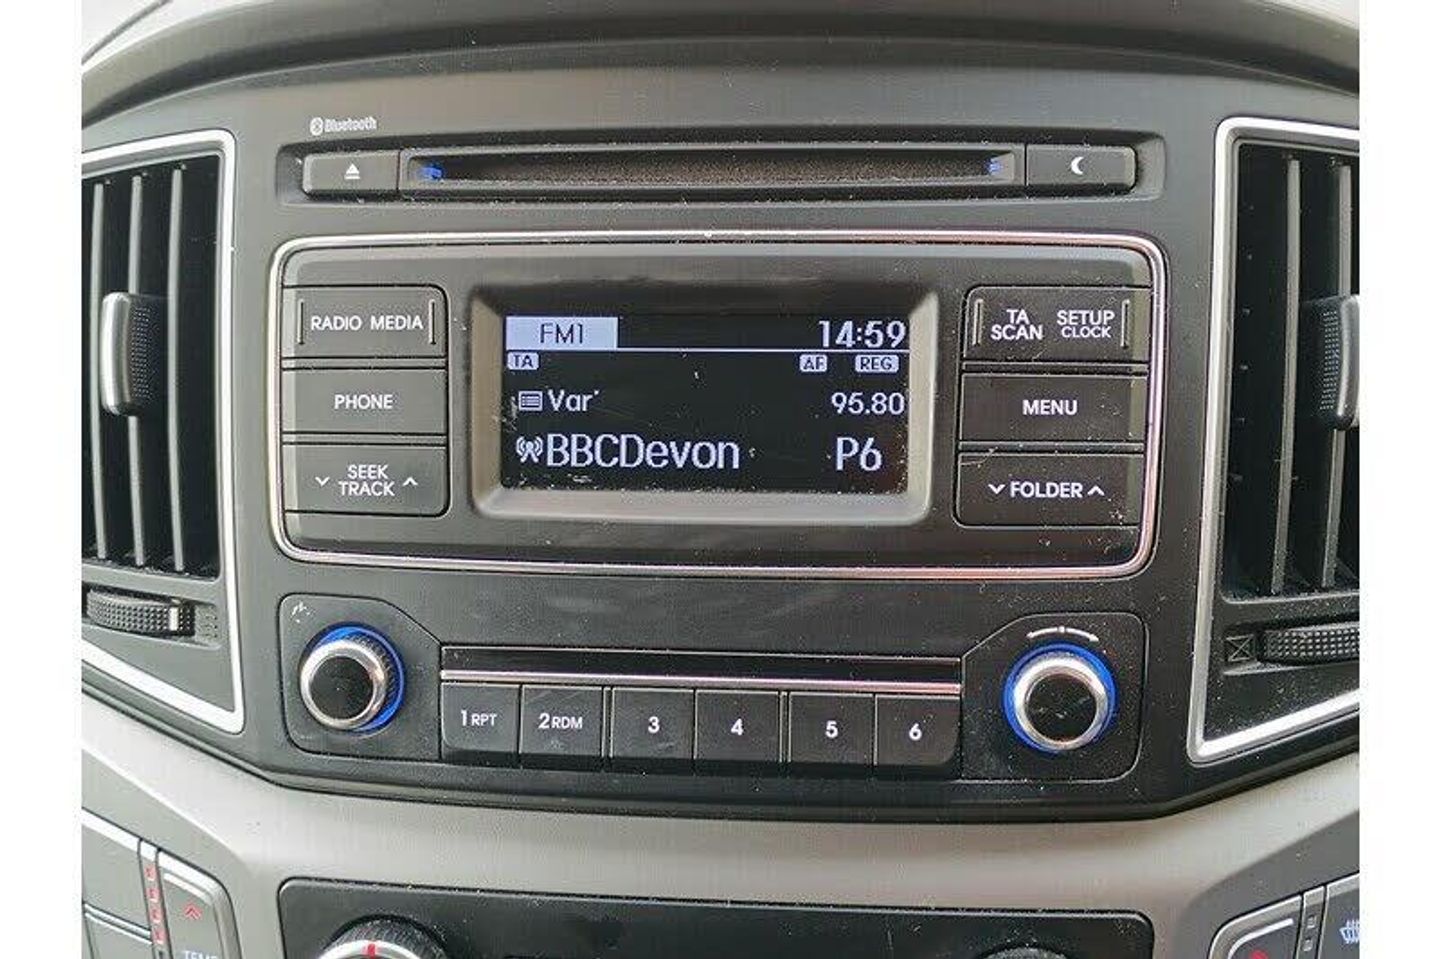 Bluetooth
RADIO MEDIA
PHONE
SEEK
TRACK
FM1 14:59
TA AF REG
Var' 95.80
BBCDevon P6
TA
SCAN
SETUP
CLOCK
MENU
FOLDER
1 RPT 2 RDM 3 4 5 6
TEMP